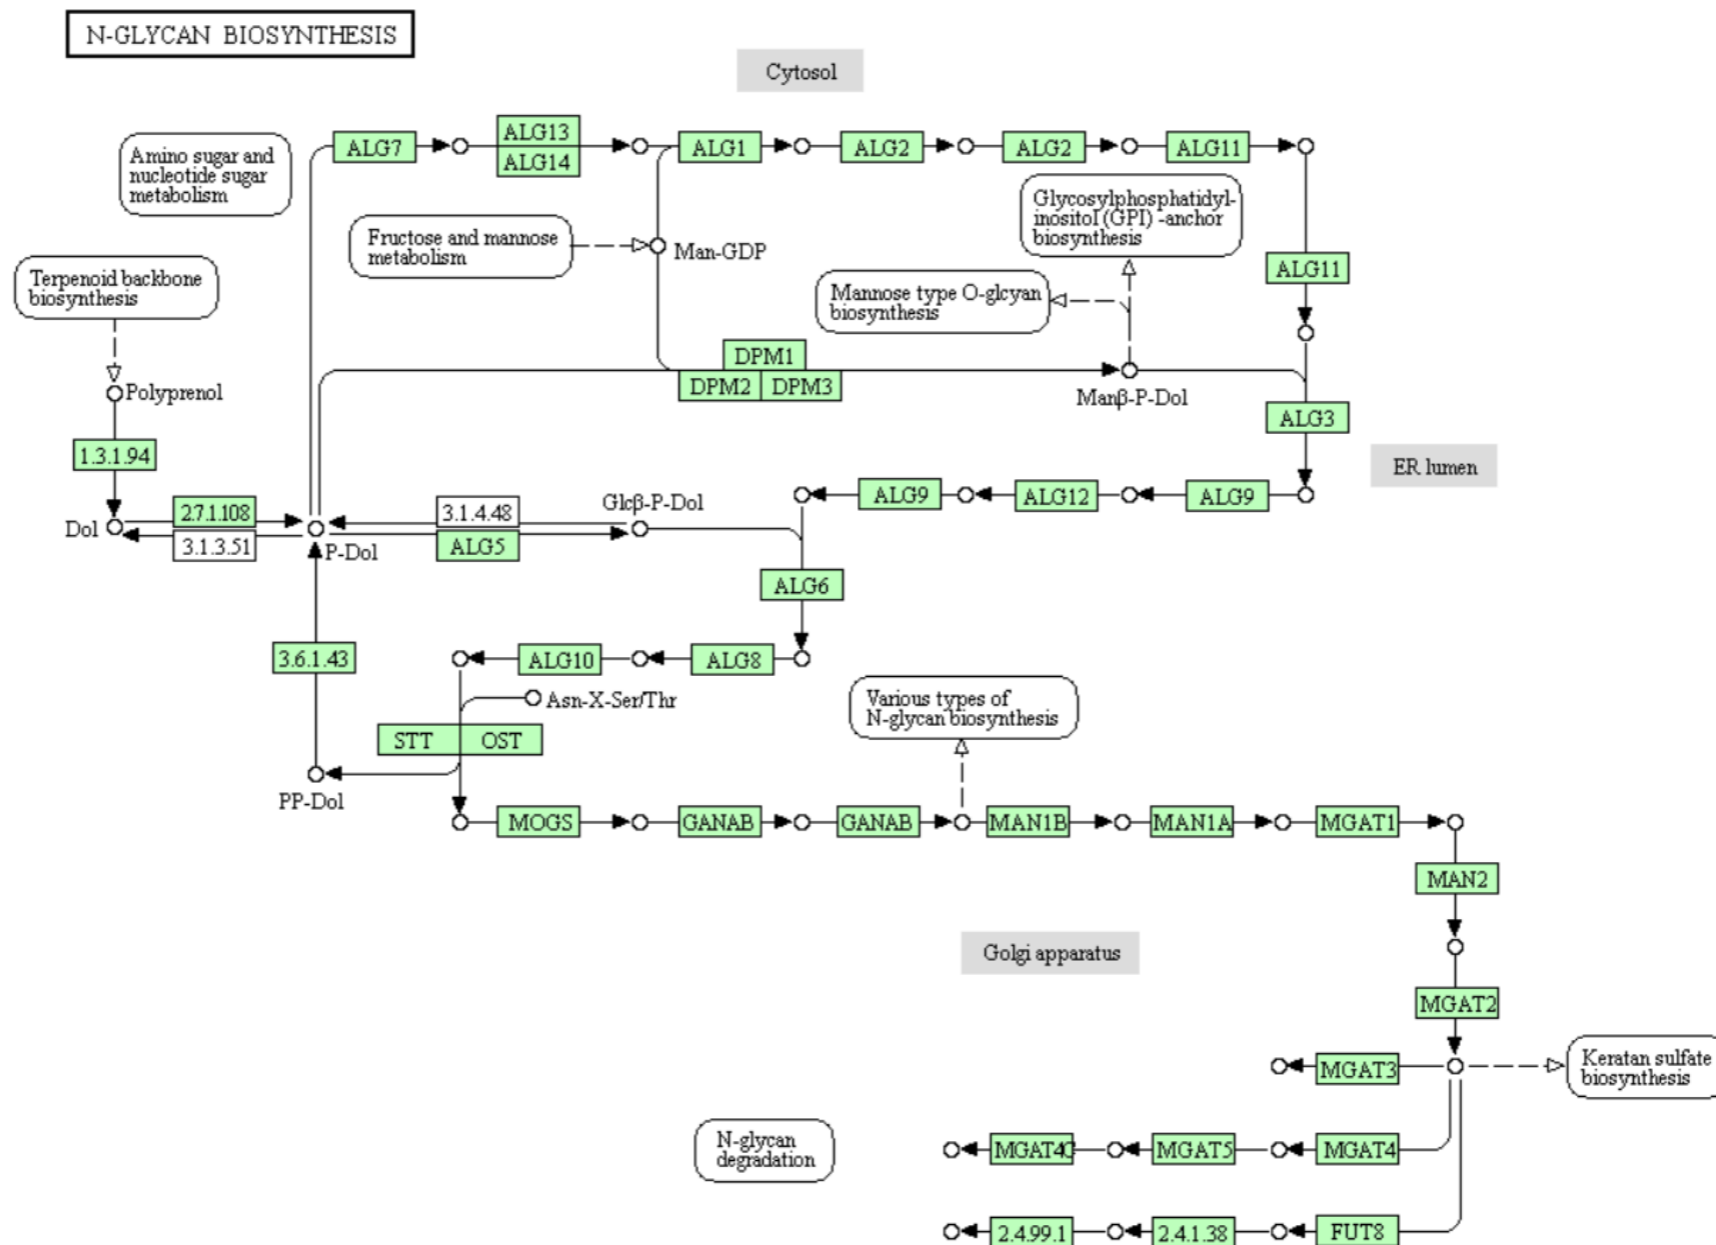 N-GLYCAN BIOSYNTHESIS
Cytosol
Amino sugar and
nucleotide sugar
metabolism
ALG7
ALG13
ALG14
ALG1
ALG2
ALG2
ALG11
Glycosylphosphatidyl-
inositol (GPI) -anchor
biosynthesis
Fructose and mannose
metabolism
Man-GDP
Terpenoid backbone
biosynthesis
Mannose type O-glcyan
biosynthesis
ALG11
DPM1
DPM2
DPM3
Manβ-P-Dol
Polyprenol
ALG3
1.3.1.94
ER lumen
ALG9
ALG12
ALG9
Glcβ-P-Dol
Dol
2.7.1.108
3.1.3.51
P-Dol
3.1.4.48
ALG5
ALG6
3.6.1.43
ALG10
ALG8
Asn-X-Ser/Thr
Various types of
N-glycan biosynthesis
STT
OST
PP-Dol
MOGS
GANAB
GANAB
MAN1B
MAN1A
MGAT1
MAN2
Golgi apparatus
MGAT2
MGAT3
Keratan sulfate
biosynthesis
N-glycan
degradation
MGAT4C
MGAT5
MGAT4
2.4.99.1
2.4.1.38
FUT8